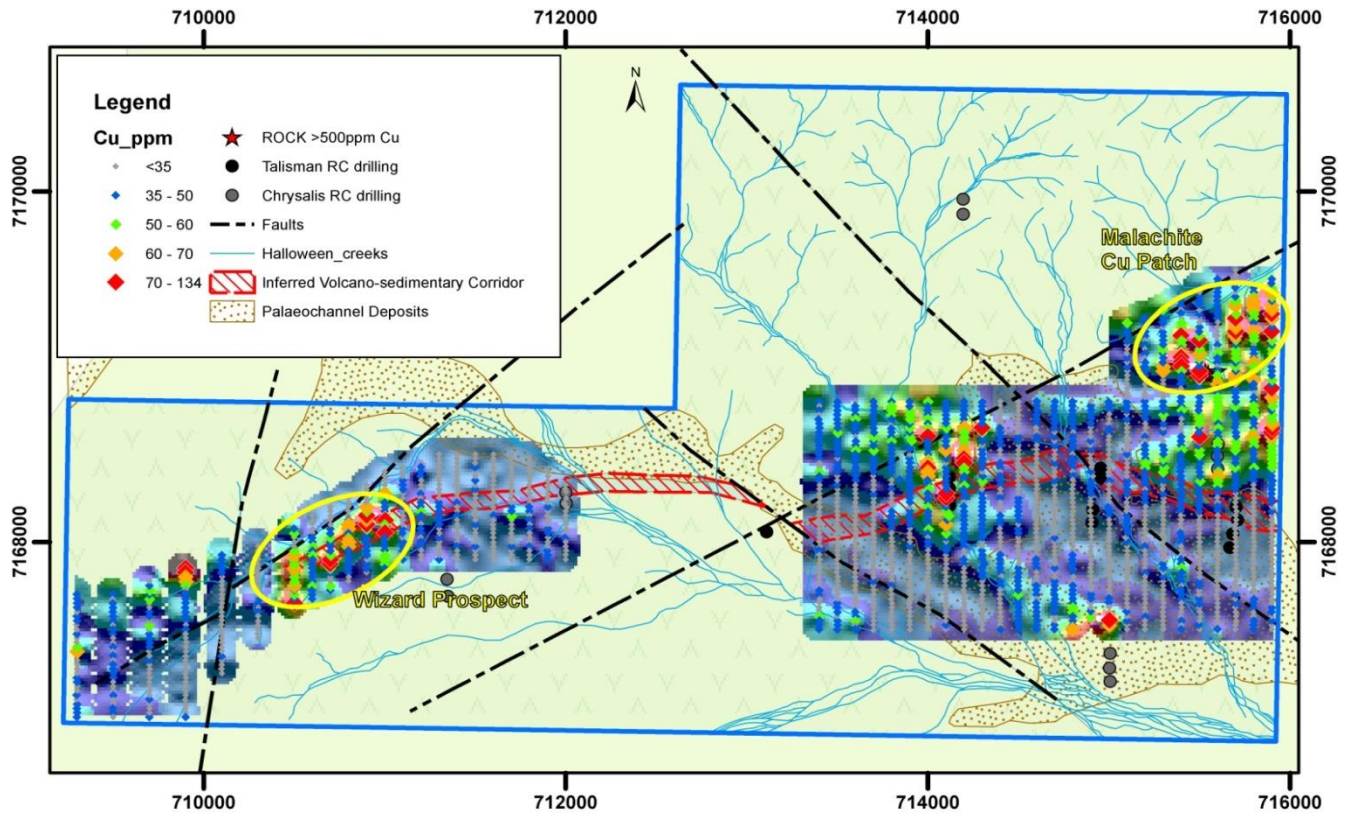 710000
712000
714000
716000
N
Legend
Cu_ppm
<35
35 - 50
50 - 60
60 - 70
70 - 134
ROCK >500ppm Cu
Talisman RC drilling
Chrysalis RC drilling
Faults
Halloween_creeks
Inferred Volcano-sedimentary Corridor
Palaeochannel Deposits
7170000
7170000
Malachite
Cu Patch
7168000
7168000
Wizard Prospect
710000
712000
714000
716000